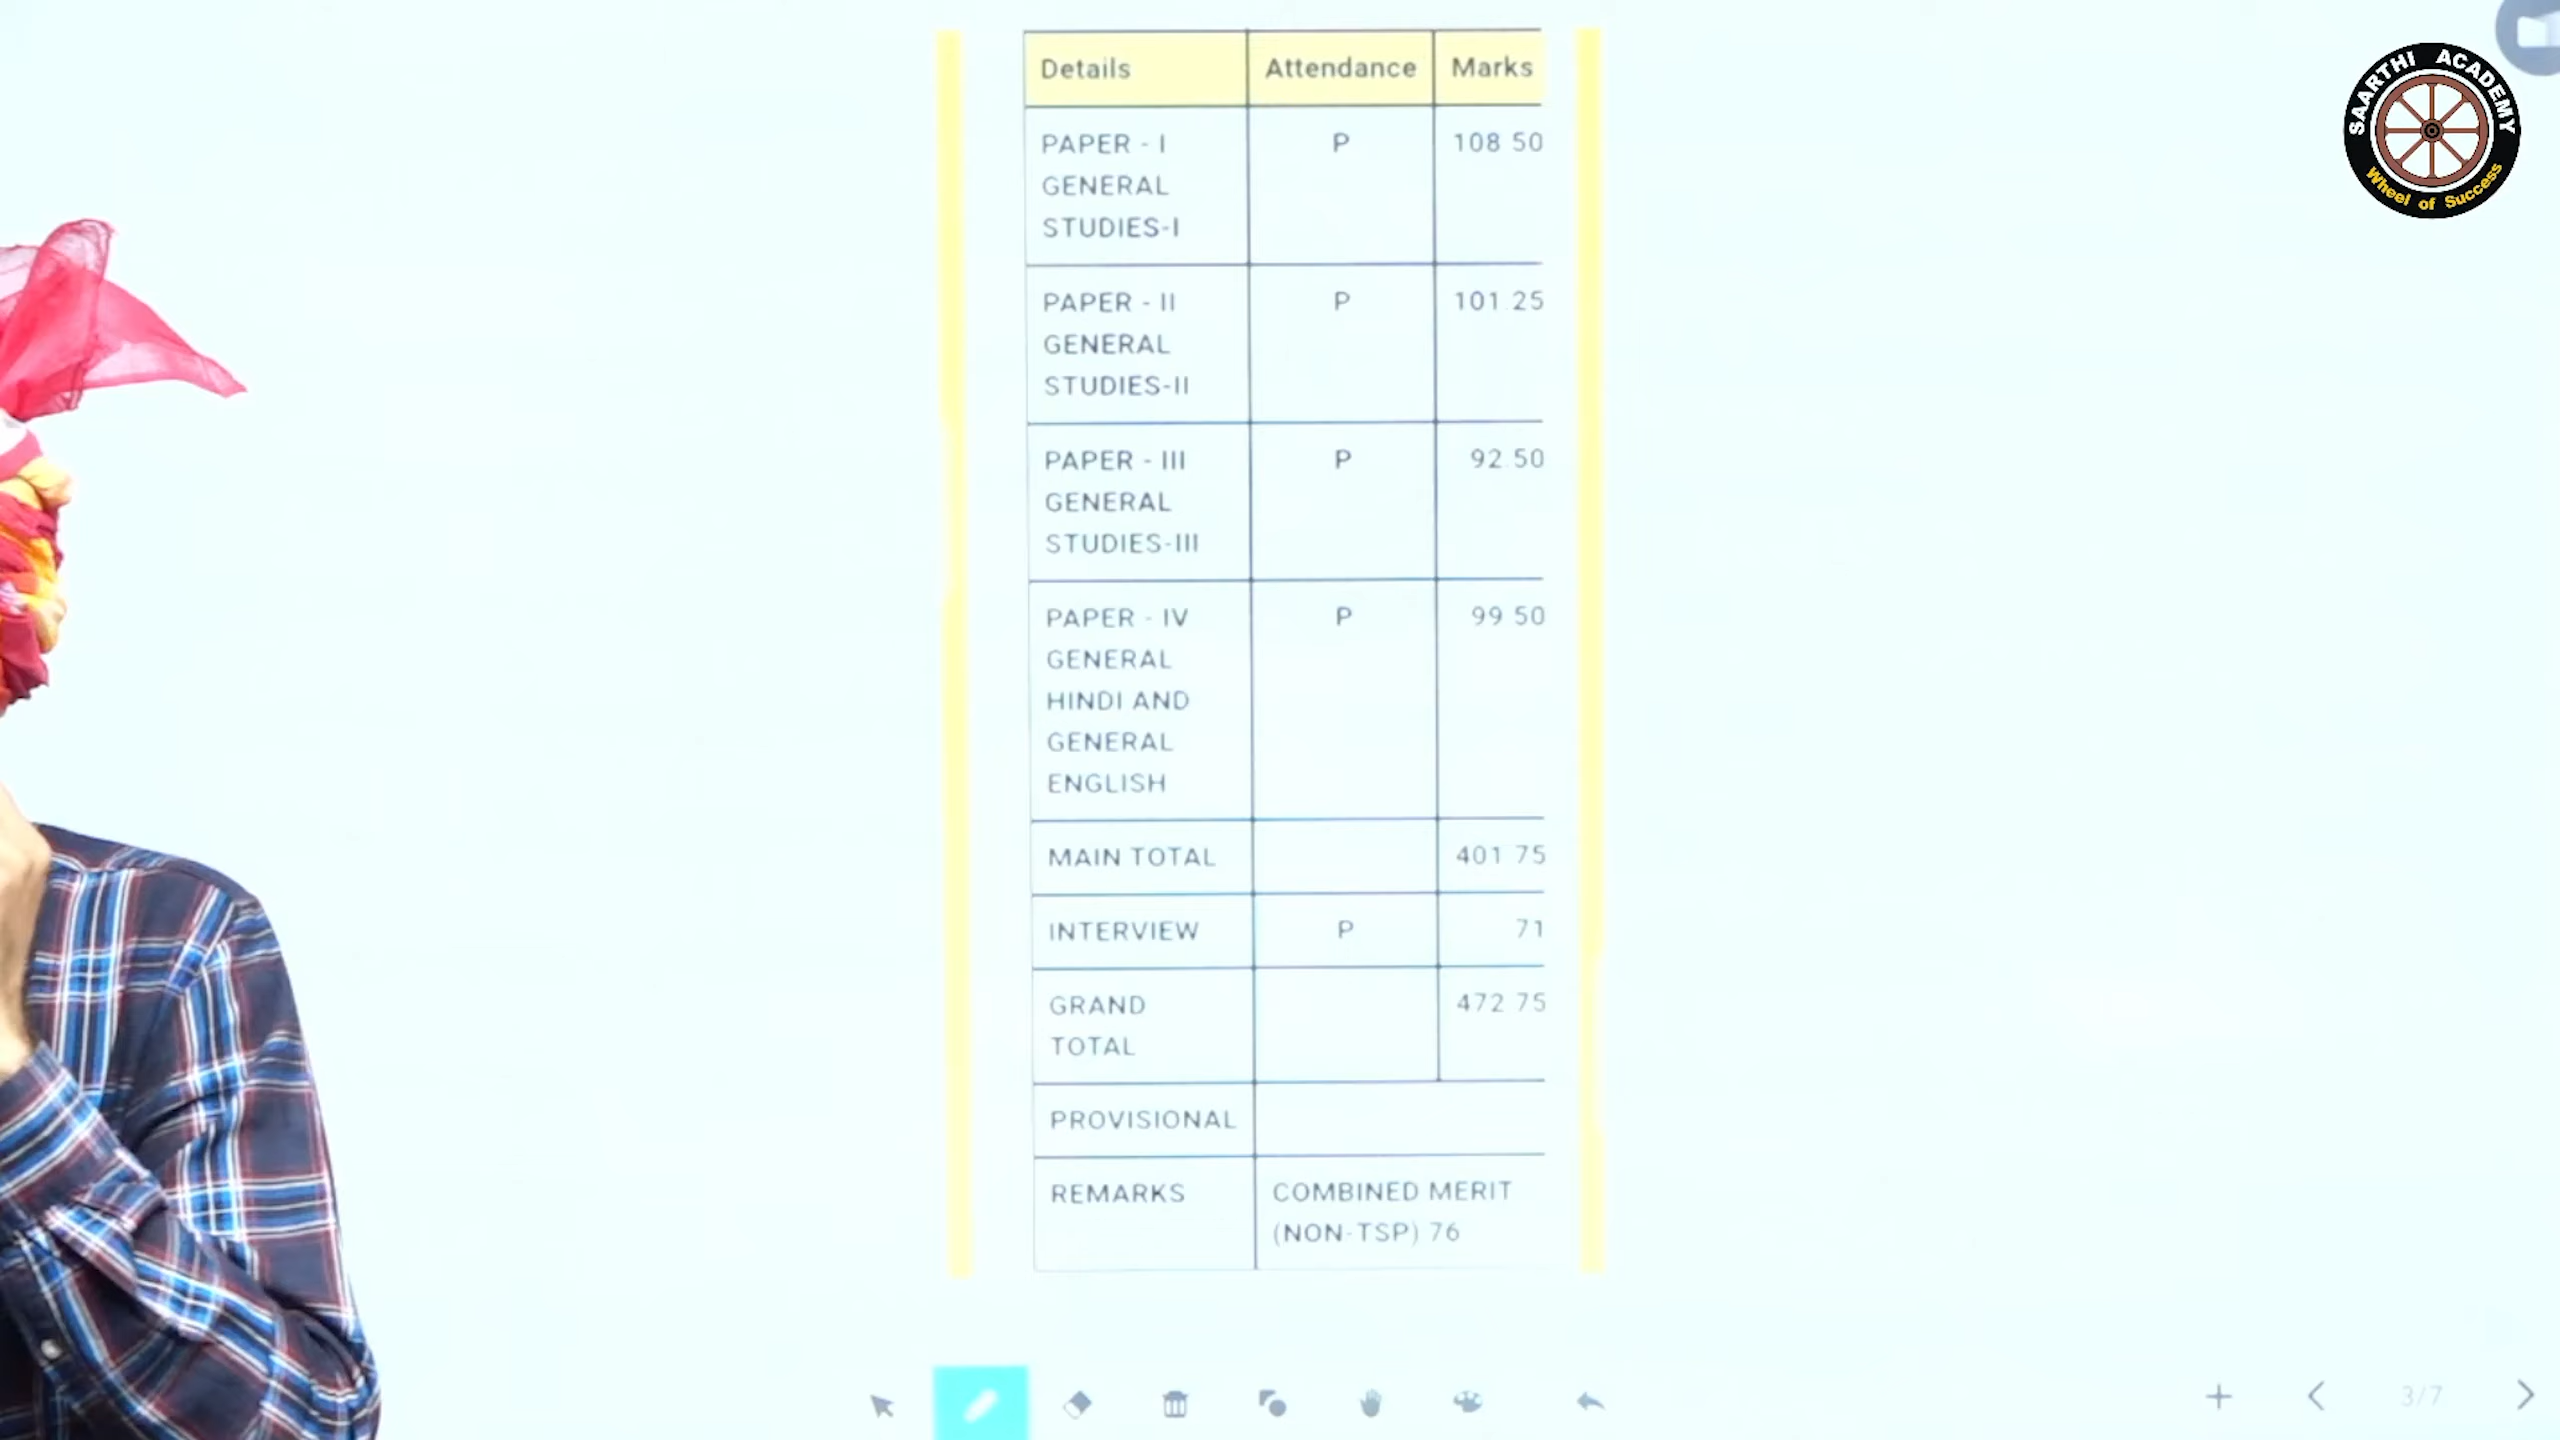 Details Attendance Marks
PAPER - I P 108 50
GENERAL
STUDIES-I
PAPER - II P 101.25
GENERAL
STUDIES-II
PAPER - III P 92.50
GENERAL
STUDIES-III
PAPER - IV P 99 50
GENERAL
HINDI AND
GENERAL
ENGLISH
MAIN TOTAL 401 75
INTERVIEW P 71
GRAND 472 75
TOTAL
PROVISIONAL
REMARKS COMBINED MERIT
(NON-TSP) 76
SAARTHI ACADEMY
Wheel of Success
3/7